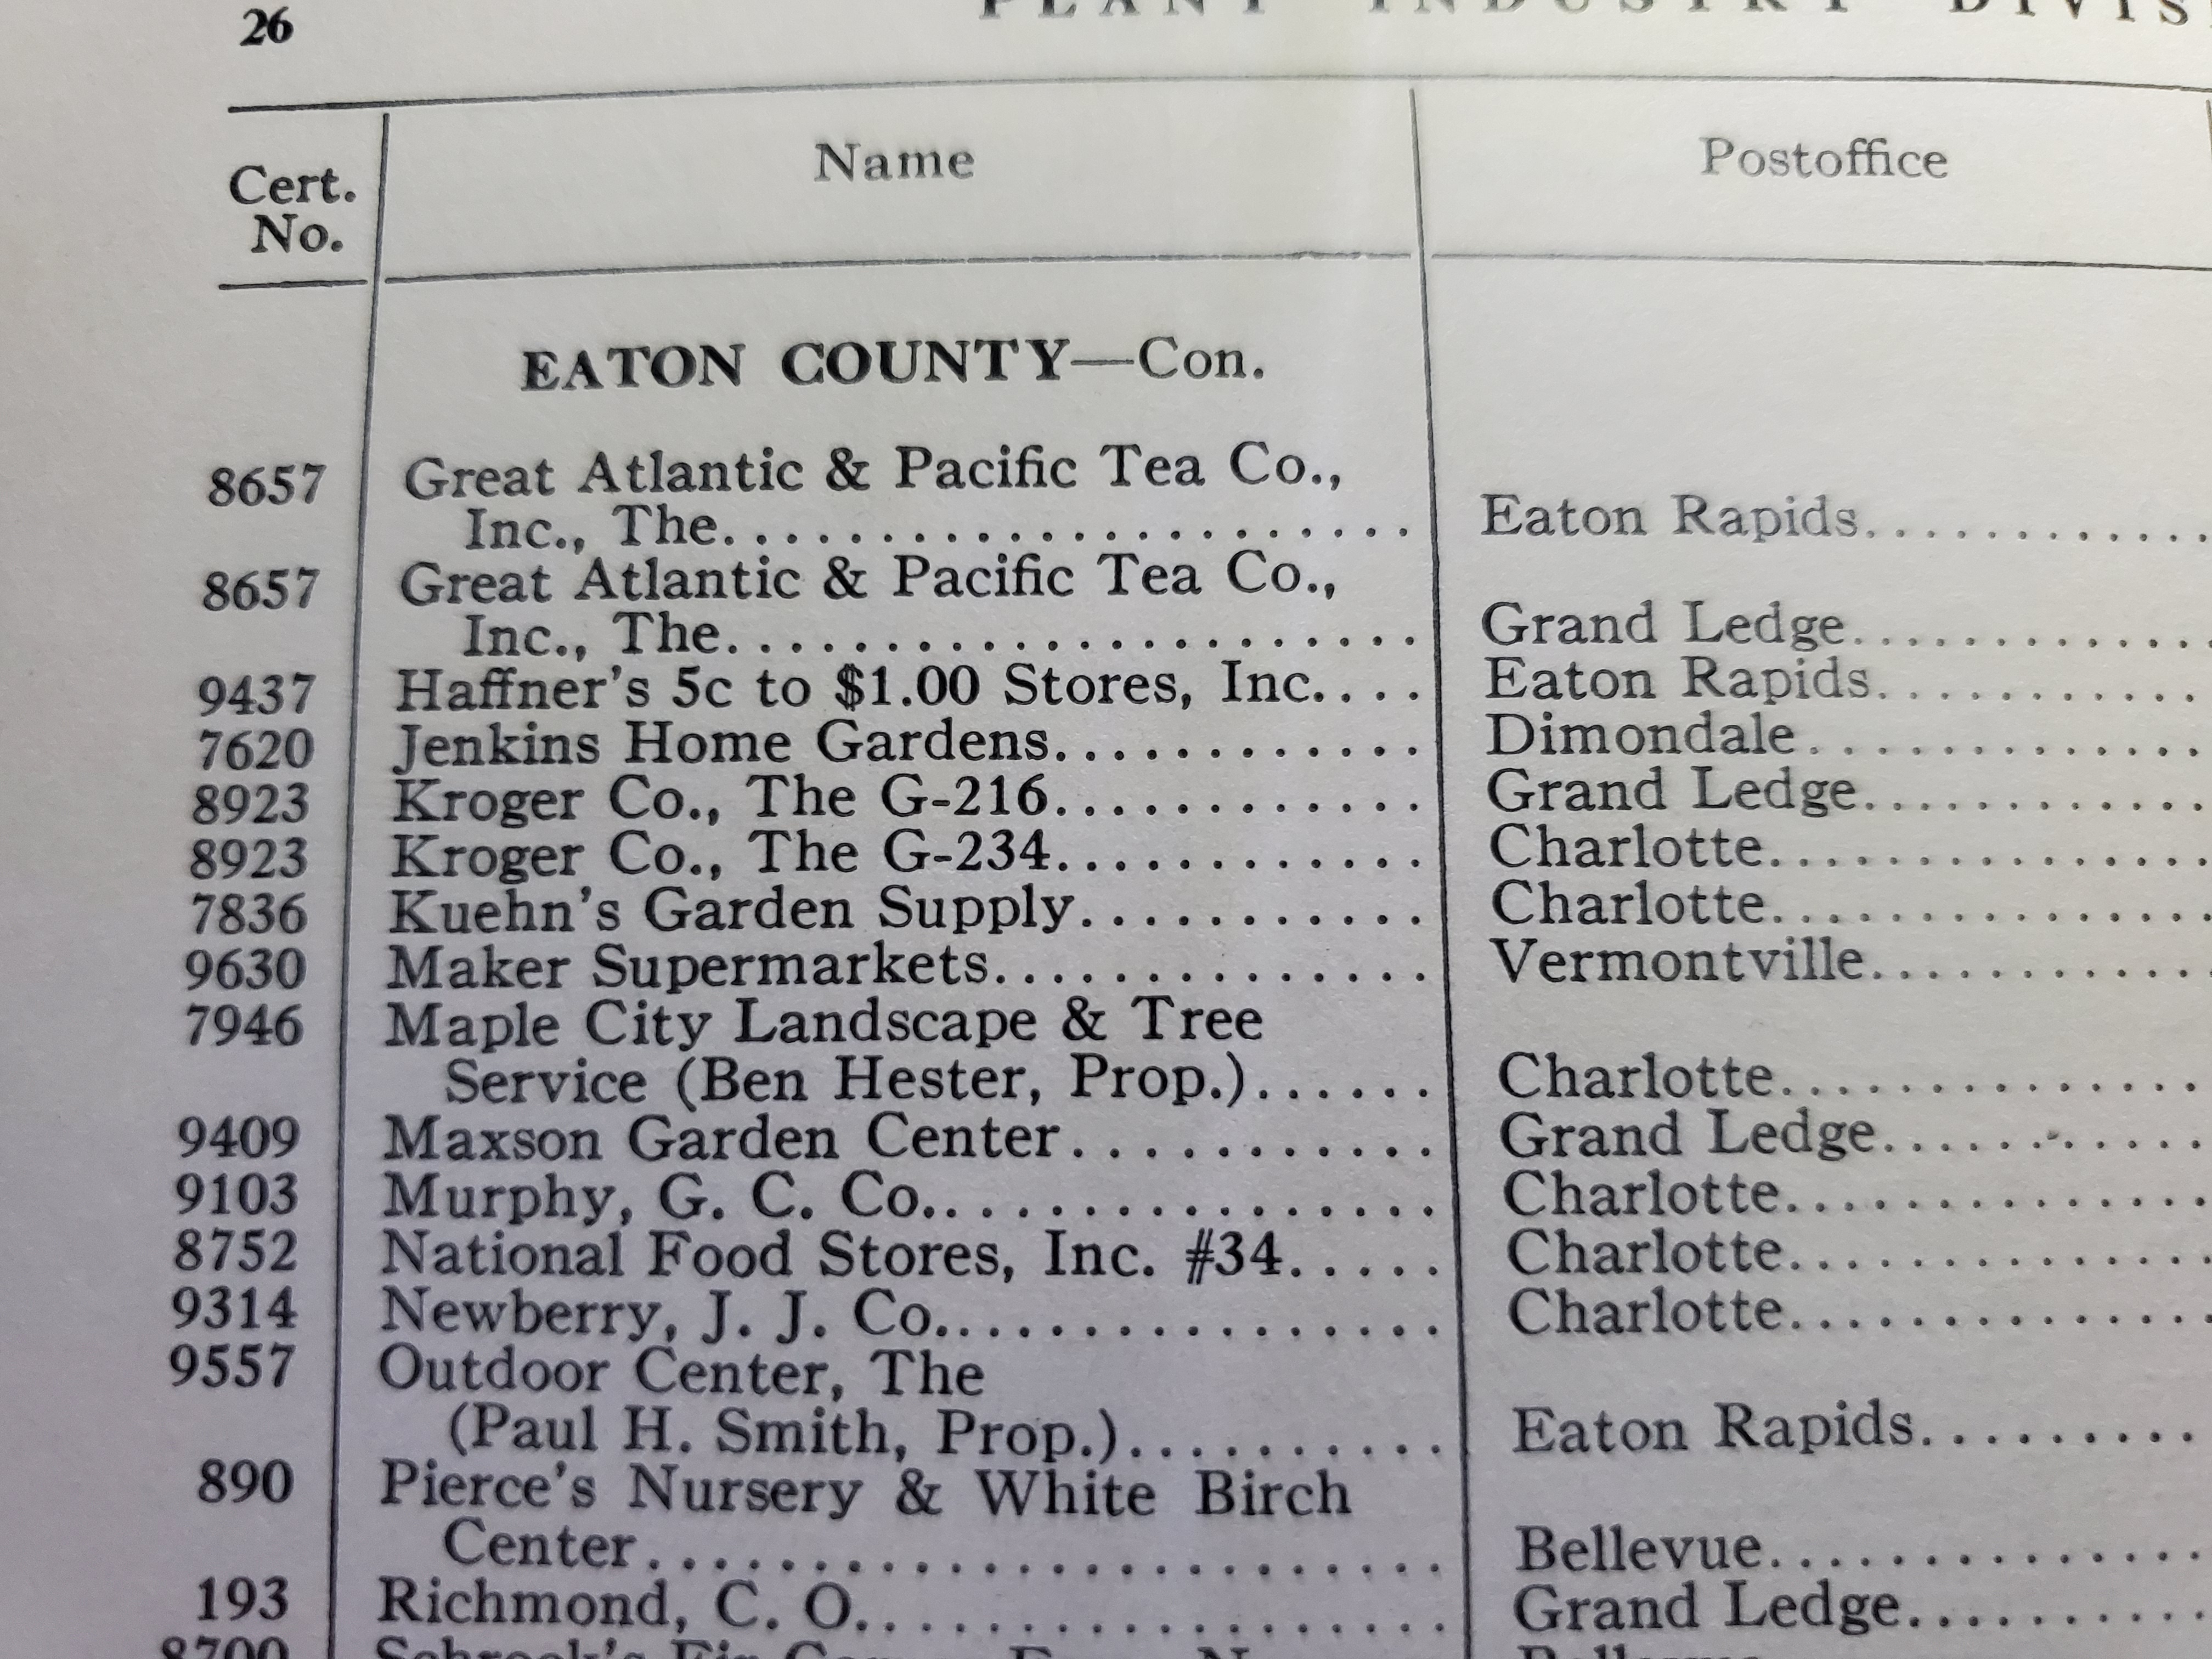 26 PLANT INDUSTRY
Cert. No. Name Postoffice
EATON COUNTY—Con.
8657 Great Atlantic & Pacific Tea Co.,
Inc., The...................... Eaton Rapids.............
8657 Great Atlantic & Pacific Tea Co.,
Inc., The...................... Grand Ledge.............
9437 Haffner's 5c to $1.00 Stores, Inc.... Eaton Rapids............
7620 Jenkins Home Gardens............. Dimondale...............
8923 Kroger Co., The G-216............. Grand Ledge.............
8923 Kroger Co., The G-234............. Charlotte................
7836 Kuehn's Garden Supply............ Charlotte................
9630 Maker Supermarkets............... Vermontville.............
7946 Maple City Landscape & Tree
Service (Ben Hester, Prop.)...... Charlotte................
9409 Maxson Garden Center........... Grand Ledge............
9103 Murphy, G. C. Co................ Charlotte...............
8752 National Food Stores, Inc. #34..... Charlotte...............
9314 Newberry, J. J. Co................ Charlotte...............
9557 Outdoor Center, The
(Paul H. Smith, Prop.).......... Eaton Rapids..........
890 Pierce's Nursery & White Birch
Center........................ Bellevue................
193 Richmond, C. O.................. Grand Ledge...........